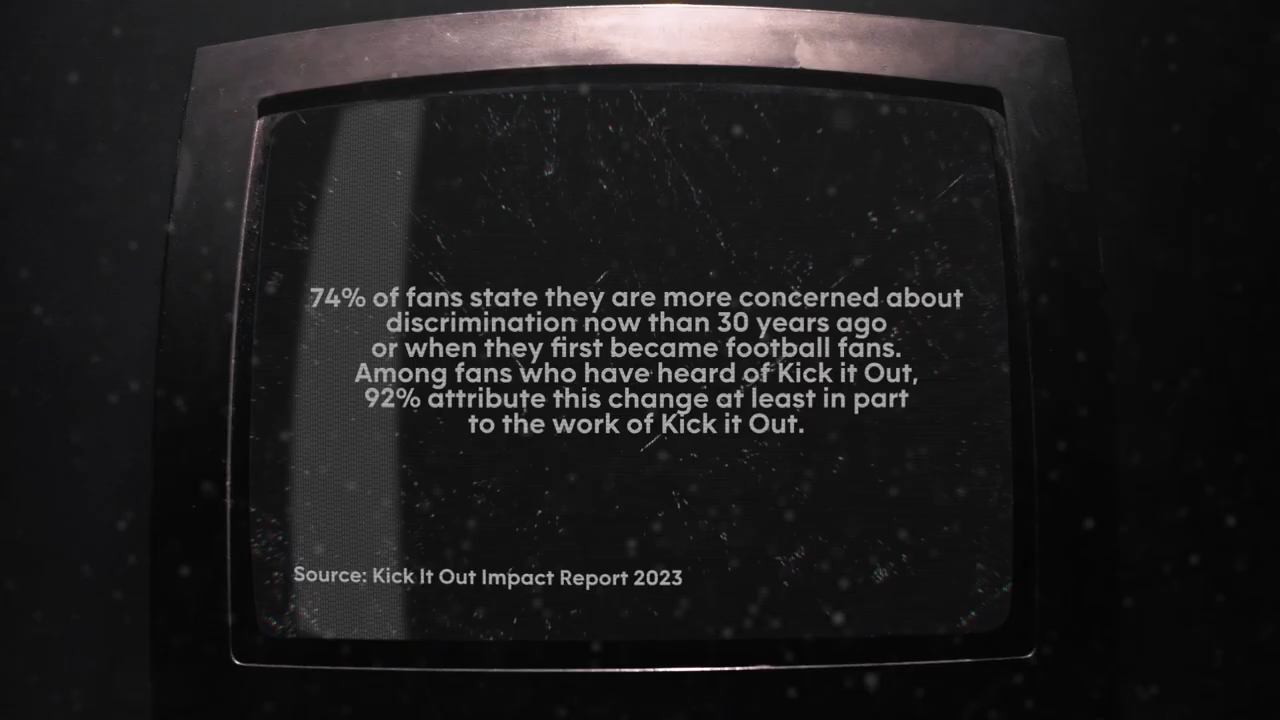 74% of fans state they are more concerned about
discrimination now than 30 years ago
or when they first became football fans.
Among fans who have heard of Kick it Out,
92% attribute this change at least in part
to the work of Kick it Out.
Source: Kick It Out Impact Report 2023